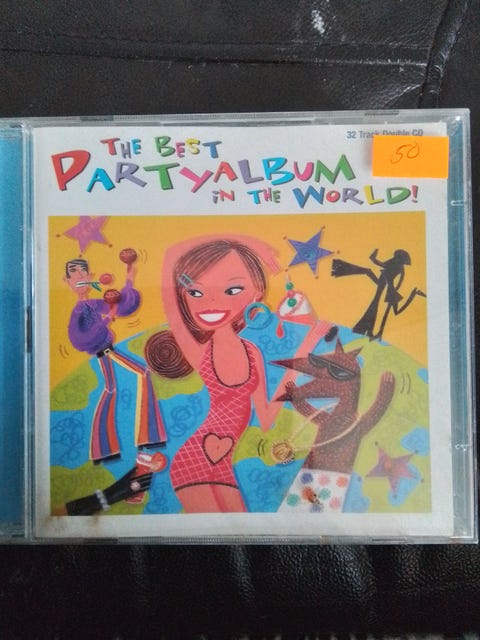 32 Track Double CD
50
THE BEST
PARTYALBUM
iN THE WORLD!